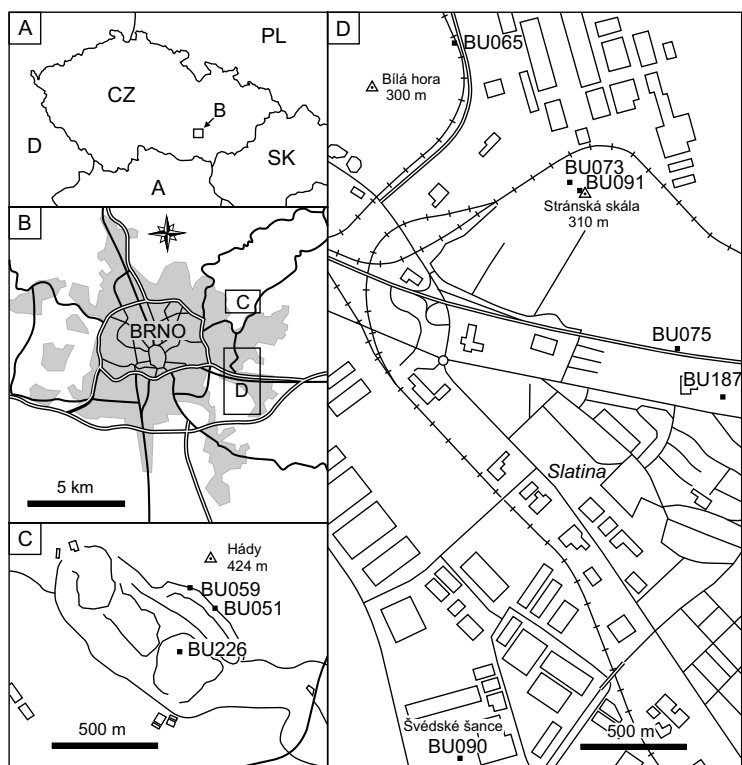 A
PL
CZ
B
D
SK
A
B
C
BRNO
D
5 km
C
Hády
424 m
BU059
BU051
BU226
500 m
D
BU065
Bílá hora
300 m
BU073
BU091
Stránská skála
310 m
BU075
BU187
Slatina
Švédské šance
BU090
500 m